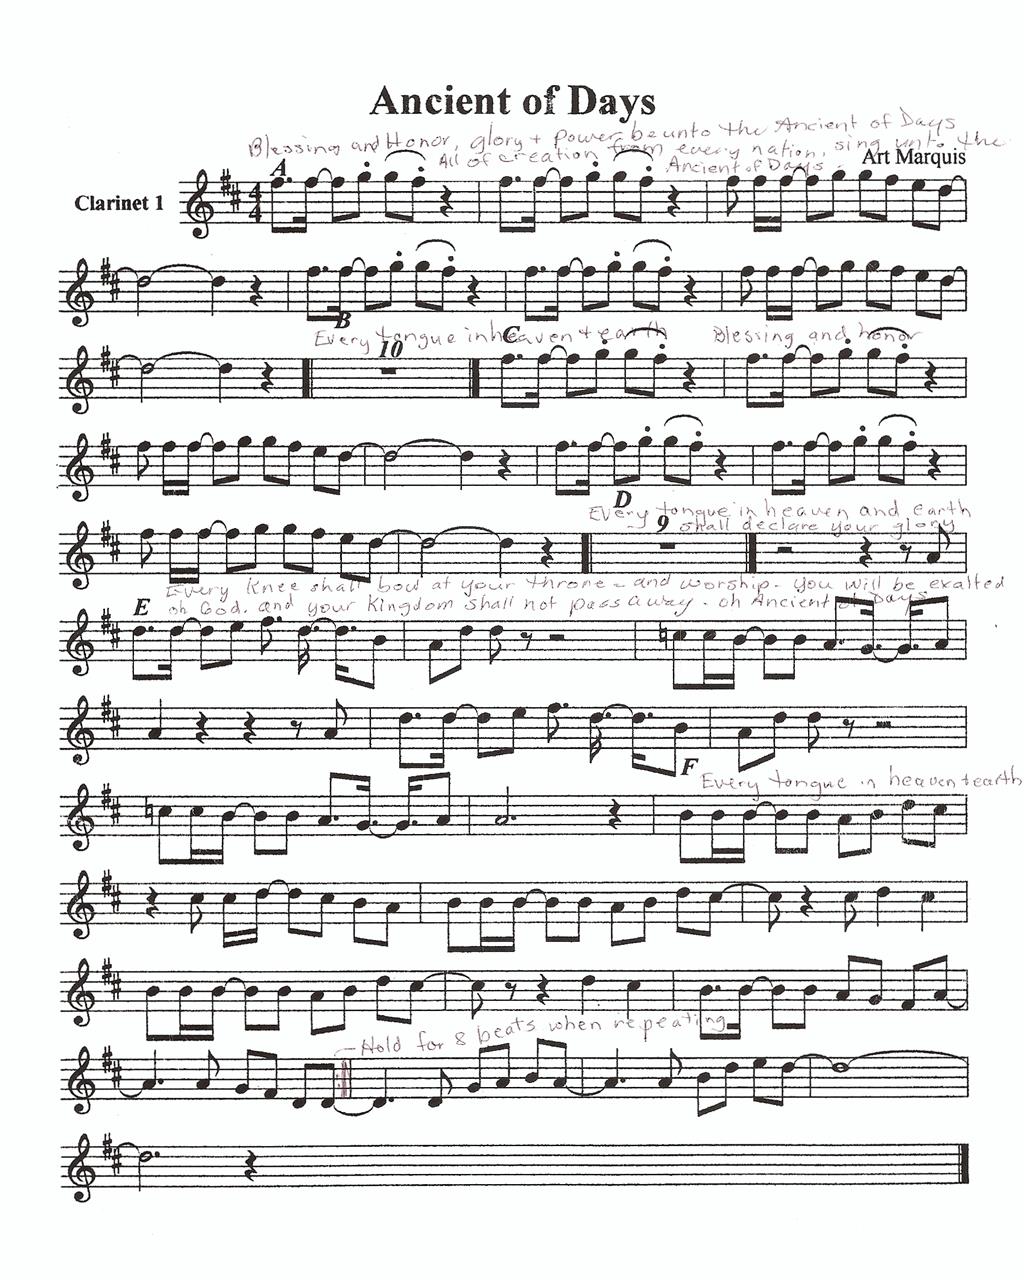 Ancient of Days
Blessing and Honor, glory + power be unto the Ancient of Days
All of creation from every nation, sing unto the
Ancient of Days.
Art Marquis
Clarinet 1
A
4
4
B
Every tongue in heaven + earth
10
C
Blessing and honor
D
Every tongue in heaven and earth
9 shall declare your glory
Every Knee shall bow at your throne - and worship. you will be exalted
E oh God. and your Kingdom shall not pass away. oh Ancient of Days
F
Every tongue in heaven + earth
Hold for 8 beats when repeating